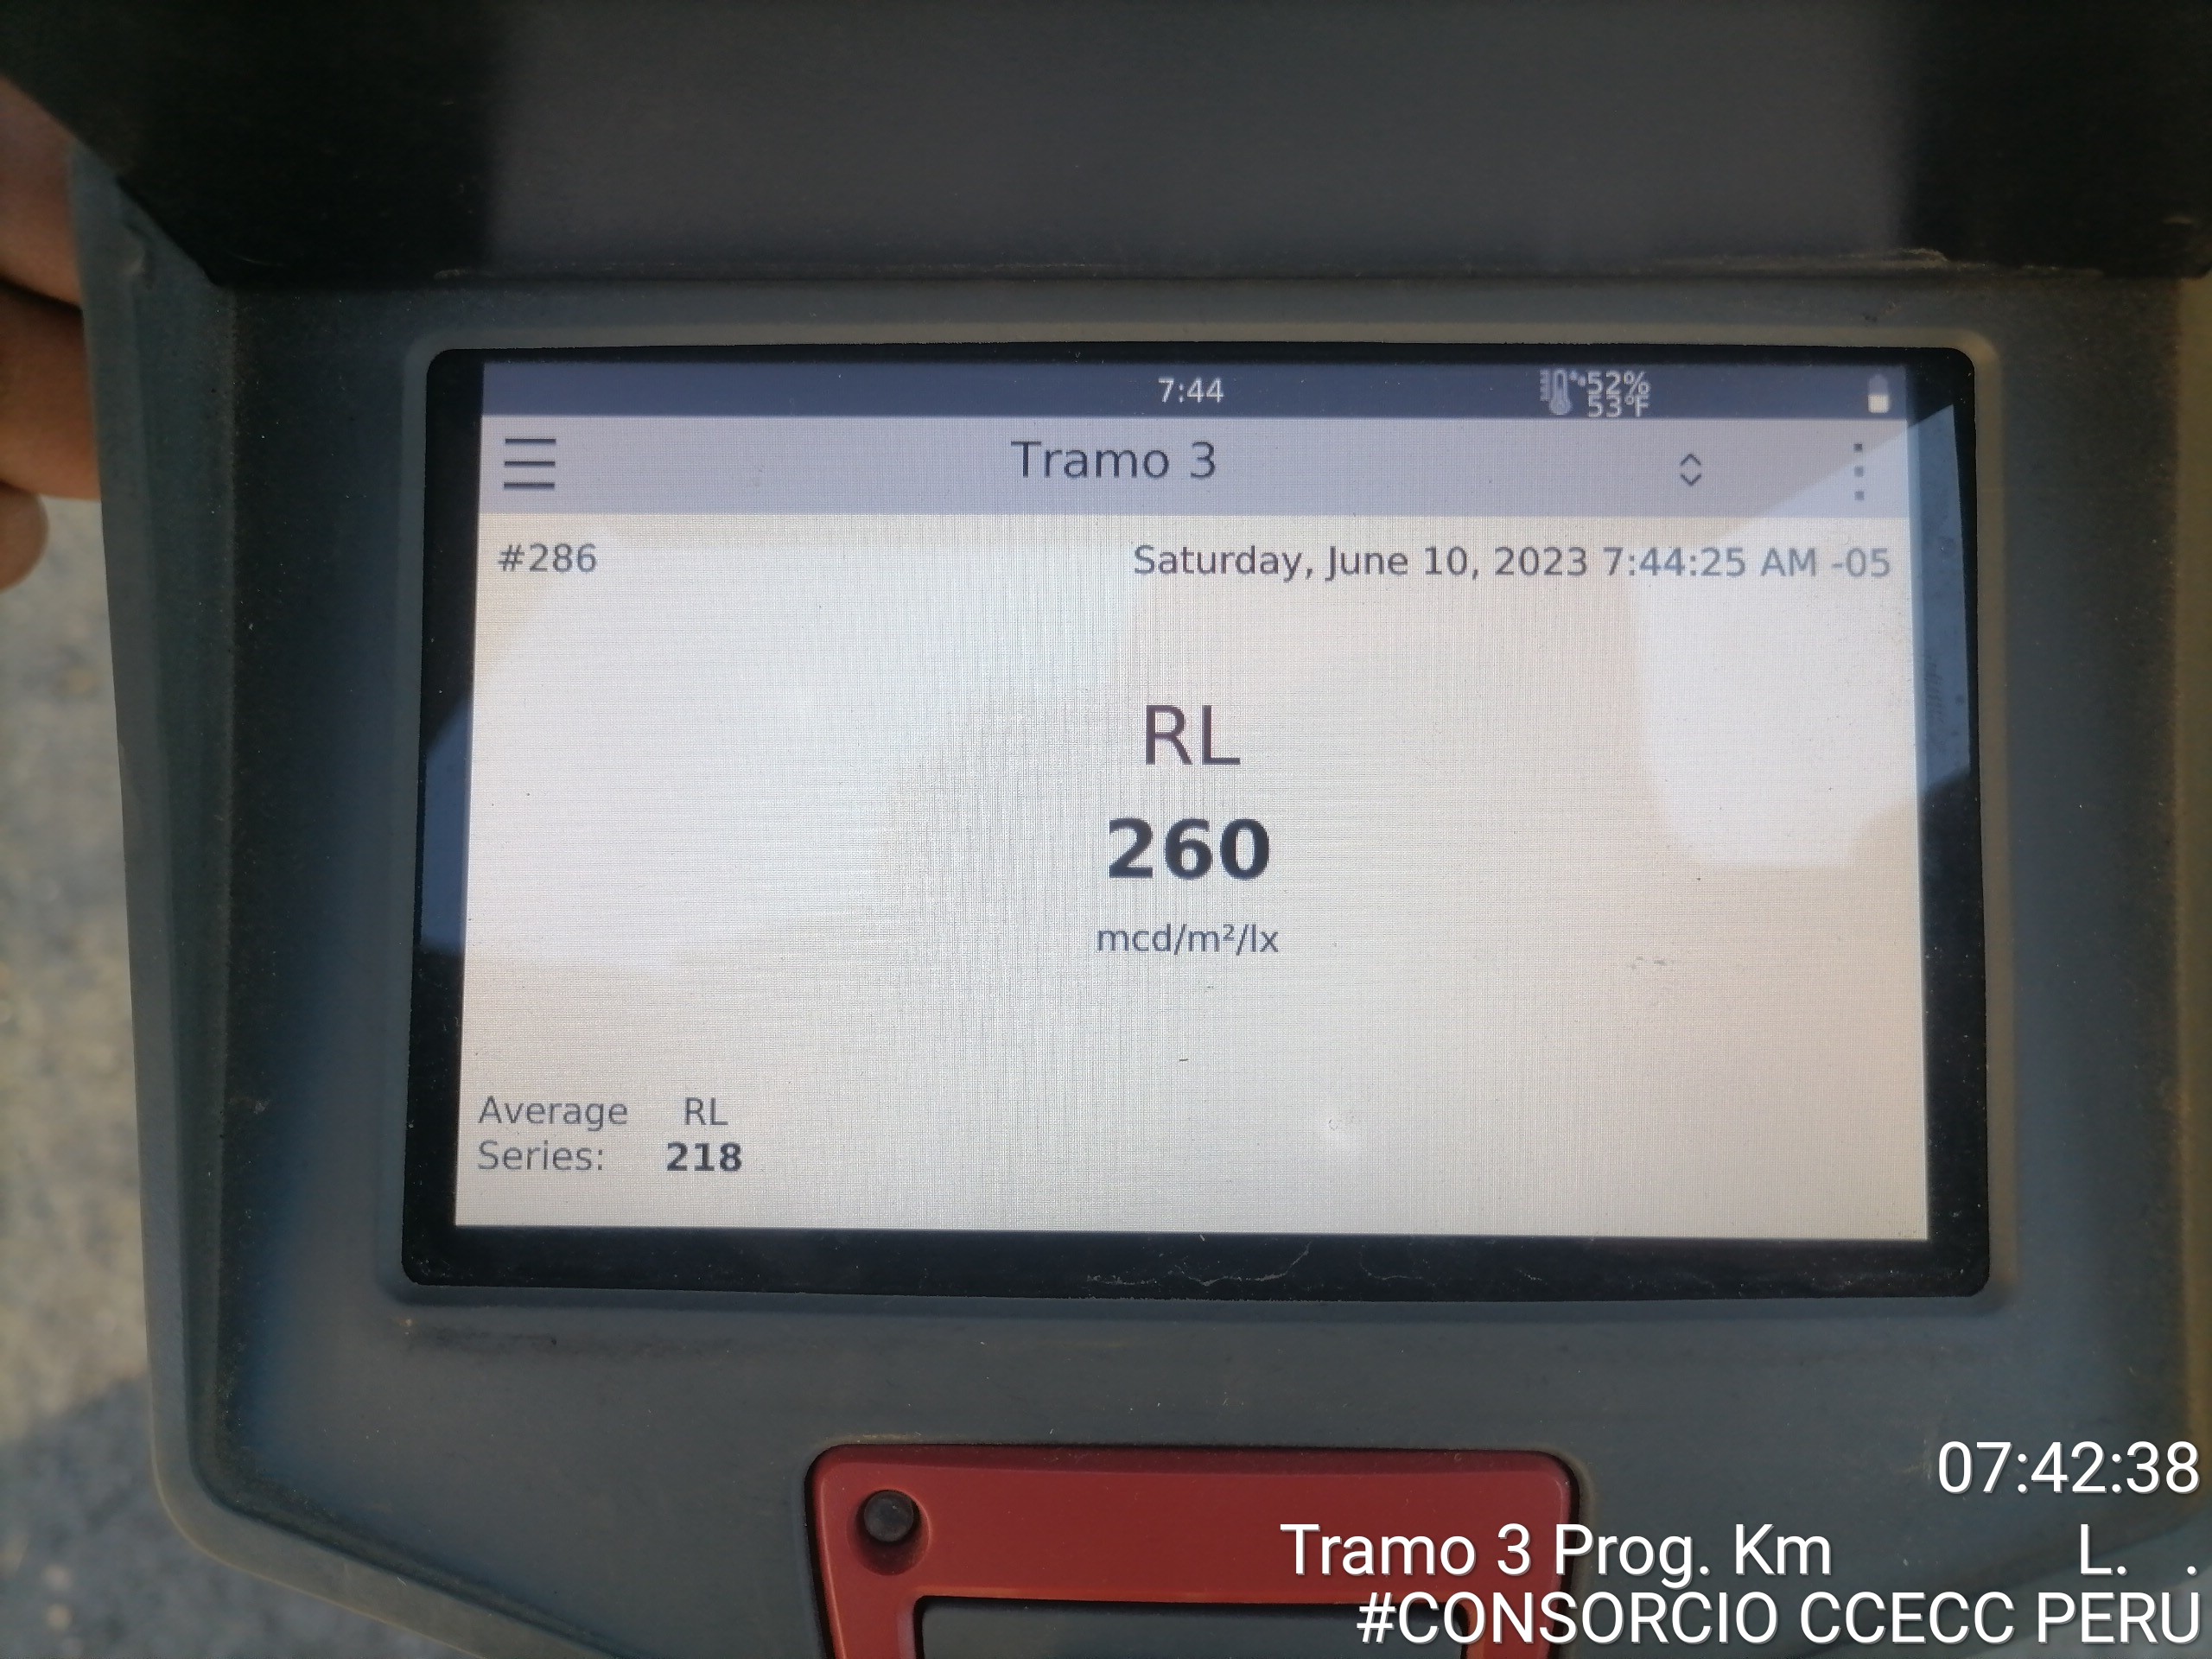 7:44
52%
53°F
Tramo 3
#286
Saturday, June 10, 2023 7:44:25 AM -05
RL
260
mcd/m²/lx
Average RL
Series: 218
07:42:38
Tramo 3 Prog. Km L. .
#CONSORCIO CCECC PERU